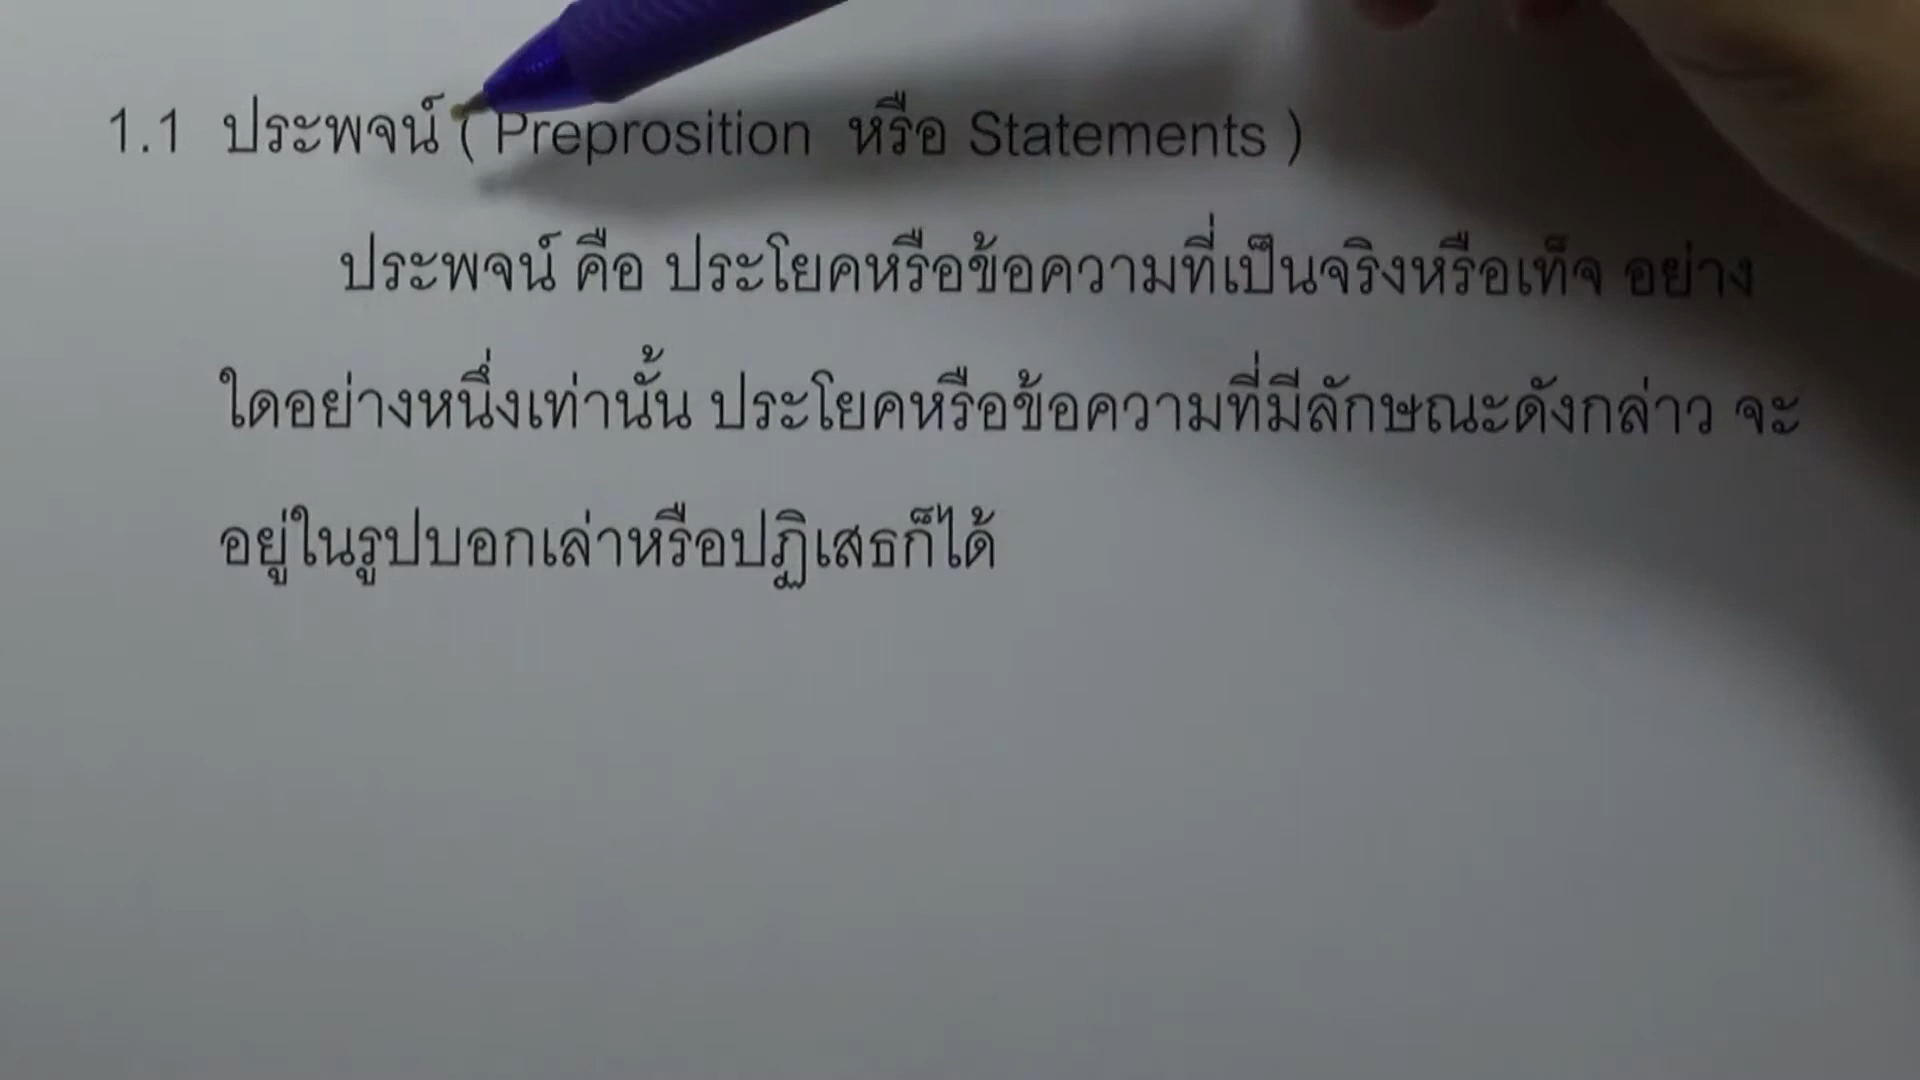 1.1 ประพจน์ ( Preprosition หรือ Statements )
ประพจน์ คือ ประโยคหรือข้อความที่เป็นจริงหรือเท็จ อย่าง
ใดอย่างหนึ่งเท่านั้น ประโยคหรือข้อความที่มีลักษณะดังกล่าว จะ
อยู่ในรูปบอกเล่าหรือปฏิเสธก็ได้